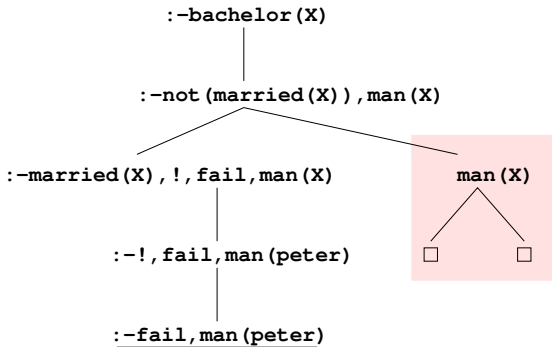 :-bachelor(X)
:-not(married(X)),man(X)
:-married(X),!,fail,man(X)
man(X)
:-!,fail,man(peter)
□ □
:-fail,man(peter)